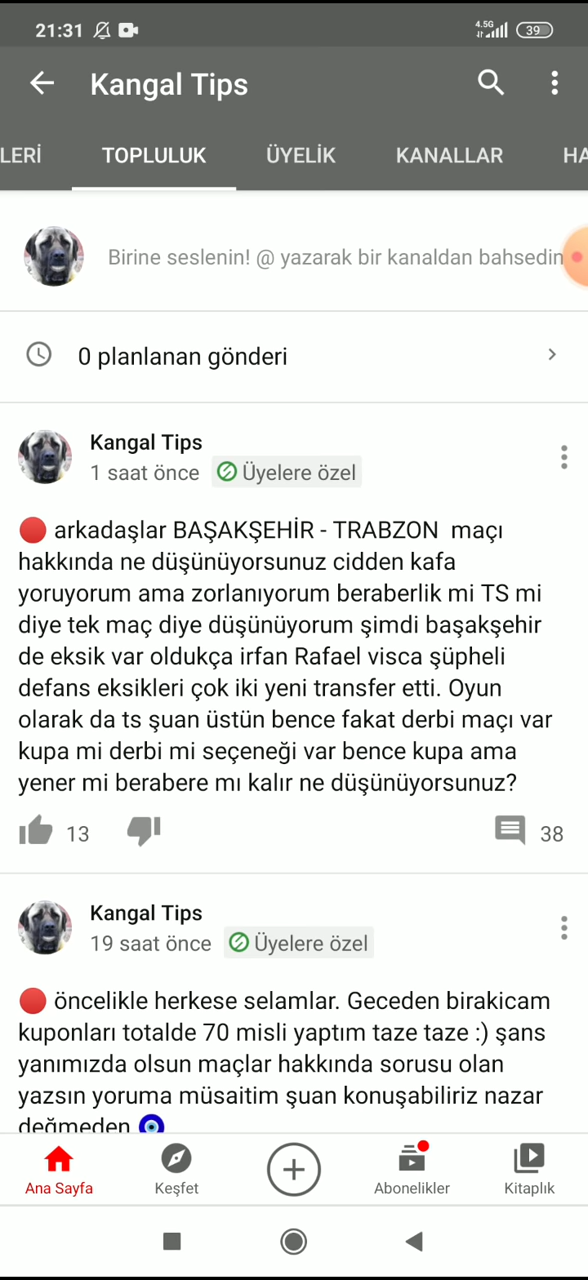 21:31
4.5G
39
Kangal Tips
LERİ
TOPLULUK
ÜYELİK
KANALLAR
HA
Birine seslenin! @ yazarak bir kanaldan bahsedin
0 planlanan gönderi
Kangal Tips
1 saat önce
Üyelere özel
🔴 arkadaşlar BAŞAKŞEHİR - TRABZON maçı
hakkında ne düşünüyorsunuz cidden kafa
yoruyorum ama zorlanıyorum beraberlik mi TS mi
diye tek maç diye düşünüyorum şimdi başakşehir
de eksik var oldukça irfan Rafael visca şüpheli
defans eksikleri çok iki yeni transfer etti. Oyun
olarak da ts şuan üstün bence fakat derbi maçı var
kupa mi derbi mi seçeneği var bence kupa ama
yener mi berabere mı kalır ne düşünüyorsunuz?
13
38
Kangal Tips
19 saat önce
Üyelere özel
🔴 öncelikle herkese selamlar. Geceden birakicam
kuponları totalde 70 misli yaptım taze taze :) şans
yanımızda olsun maçlar hakkında sorusu olan
yazsın yoruma müsaitim şuan konuşabiliriz nazar
değmeden 🧿
Ana Sayfa
Keşfet
Abonelikler
Kitaplık